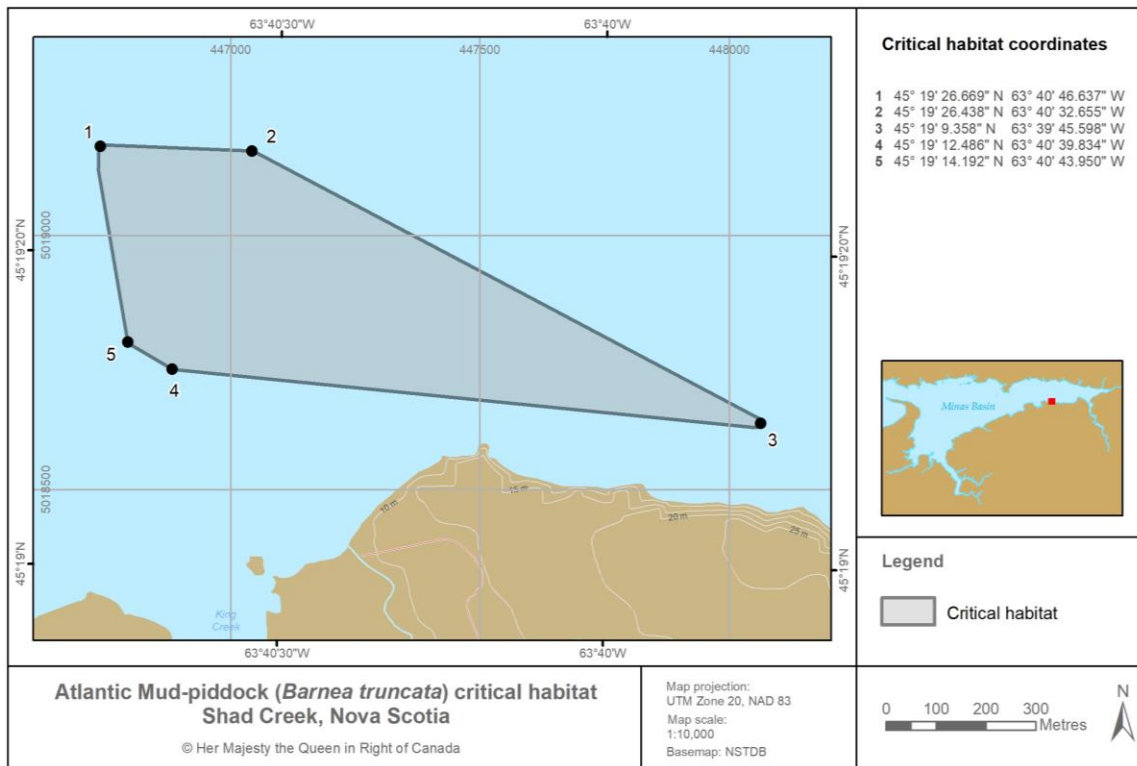 63°40'30"W
63°40'W
447000
447500
448000
1
2
3
4
5
5019000
5018500
45°19'20"N
45°19'N
45°19'20"N
45°19'N
10 m
15 m
20 m
25 m
King
Creek
63°40'30"W
63°40'W
Critical habitat coordinates
1 45° 19' 26.669" N 63° 40' 46.637" W
2 45° 19' 26.438" N 63° 40' 32.655" W
3 45° 19' 9.358" N 63° 39' 45.598" W
4 45° 19' 12.486" N 63° 40' 39.834" W
5 45° 19' 14.192" N 63° 40' 43.950" W
Minas Basin
Legend
Critical habitat
Atlantic Mud-piddock (Barnea truncata) critical habitat
Shad Creek, Nova Scotia
© Her Majesty the Queen in Right of Canada
Map projection:
UTM Zone 20, NAD 83
Map scale:
1:10,000
Basemap: NSTDB
0 50 100 200 300
Metres
N